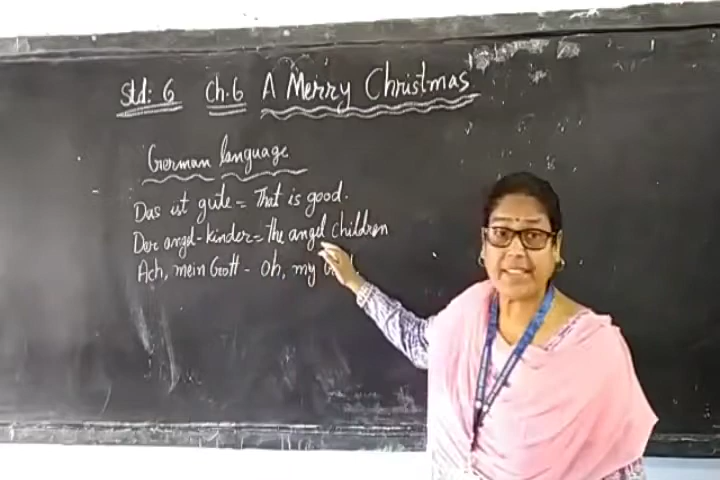 Std: 6 Ch.6 A Merry Christmas
German language
Das ist gute = That is good.
Der angel-kinder = The angel children
Ach, mein Gott - Oh, my